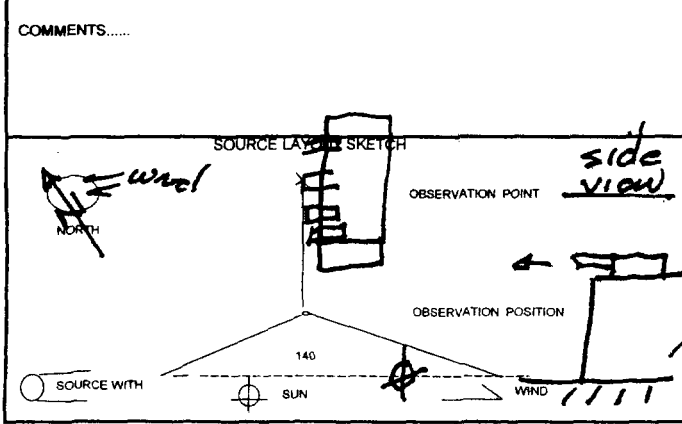 COMMENTS......
SOURCE LAYOUT SKETCH
wind
side
view
OBSERVATION POINT
NORTH
OBSERVATION POSITION
140
SOURCE WITH
SUN
WIND